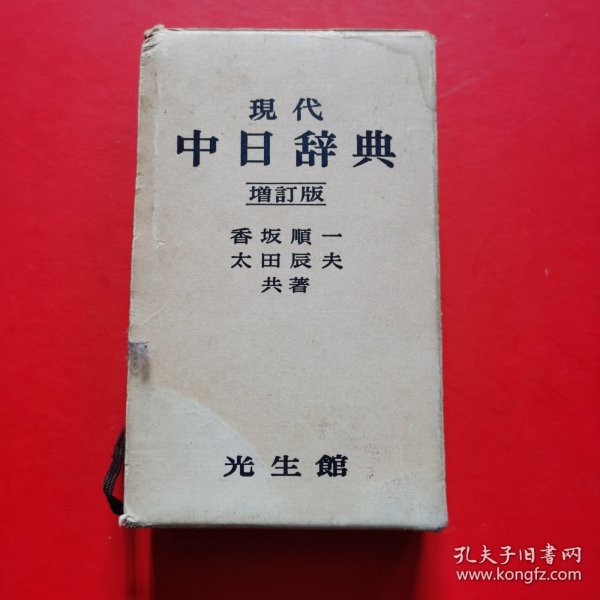 現代
中日辞典
増訂版
香坂順一
太田辰夫
共著
光生館
孔夫子旧书网
www.kongfz.com